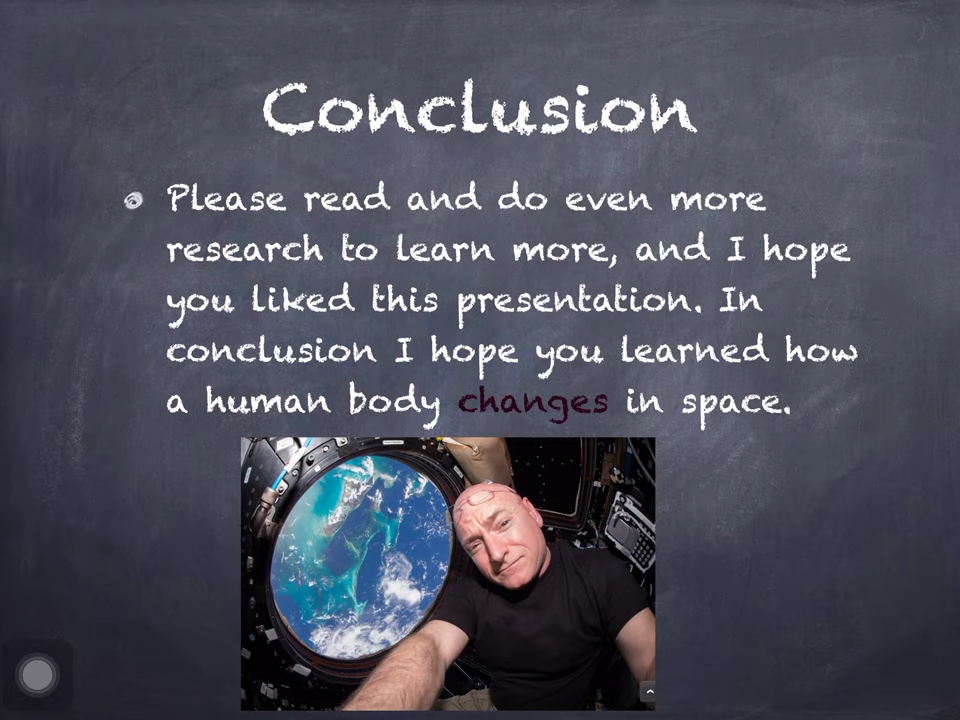 Conclusion
Please read and do even more
research to learn more, and I hope
you liked this presentation. In
conclusion I hope you learned how
a human body changes in space.